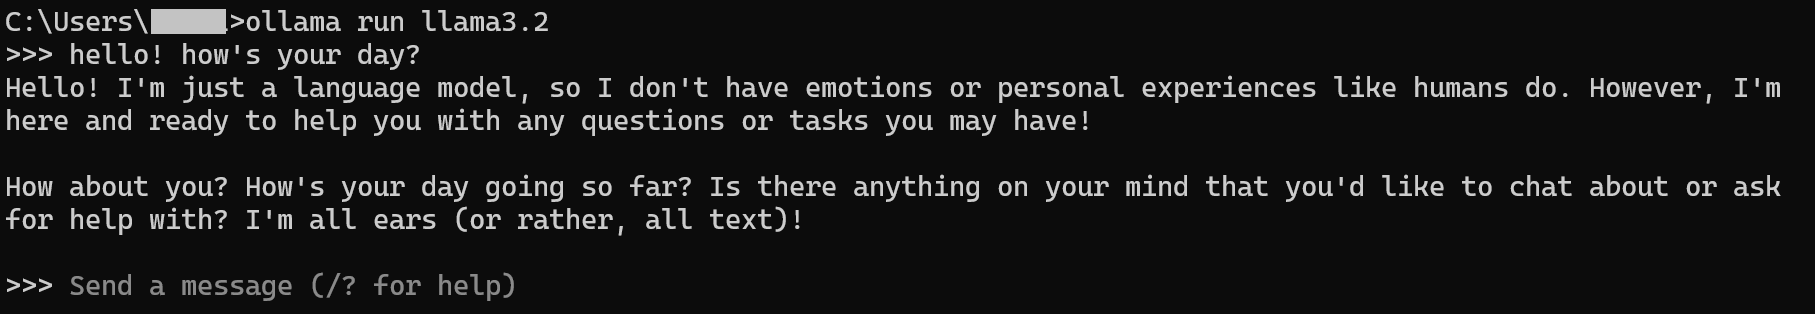 C:\Users\ >ollama run llama3.2
>>> hello! how's your day?
Hello! I'm just a language model, so I don't have emotions or personal experiences like humans do. However, I'm
here and ready to help you with any questions or tasks you may have!
How about you? How's your day going so far? Is there anything on your mind that you'd like to chat about or ask
for help with? I'm all ears (or rather, all text)!
>>> Send a message (/? for help)